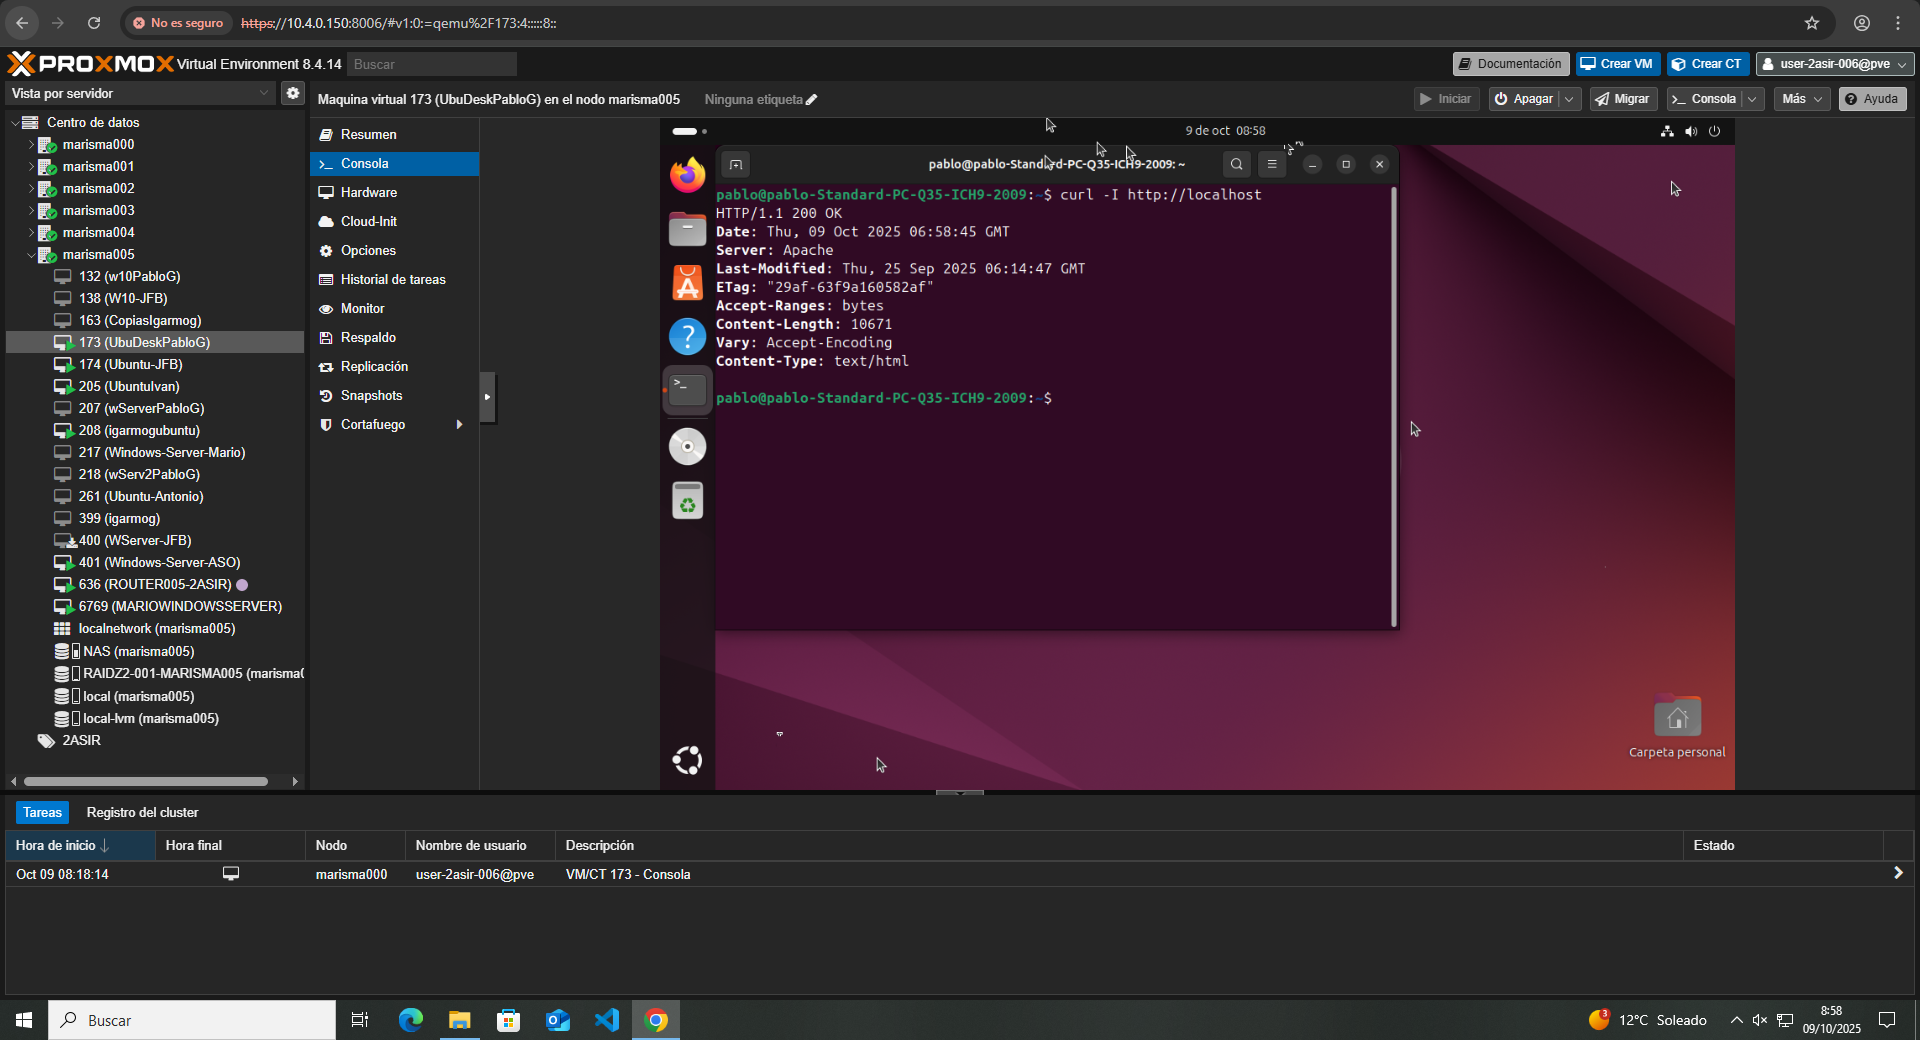 No es seguro
https://10.4.0.150:8006/#v1:0:=qemu%2F173:4:::::8::
PROXMOX Virtual Environment 8.4.14
Buscar
Documentación
Crear VM
Crear CT
user-2asir-006@pve
Vista por servidor
Maquina virtual 173 (UbuDeskPabloG) en el nodo marisma005
Ninguna etiqueta
Iniciar
Apagar
Migrar
Consola
Más
Ayuda
Centro de datos
marisma000
marisma001
marisma002
marisma003
marisma004
marisma005
132 (w10PabloG)
138 (W10-JFB)
163 (CopiasIgarmog)
173 (UbuDeskPabloG)
174 (Ubuntu-JFB)
205 (UbuntuIvan)
207 (wServerPabloG)
208 (igarmogubuntu)
217 (Windows-Server-Mario)
218 (wServ2PabloG)
261 (Ubuntu-Antonio)
399 (igarmog)
400 (WServer-JFB)
401 (Windows-Server-ASO)
636 (ROUTER005-2ASIR)
6769 (MARIOWINDOWSSERVER)
localnetwork (marisma005)
NAS (marisma005)
RAIDZ2-001-MARISMA005 (marisma0
local (marisma005)
local-lvm (marisma005)
2ASIR
Resumen
Consola
Hardware
Cloud-Init
Opciones
Historial de tareas
Monitor
Respaldo
Replicación
Snapshots
Cortafuego
9 de oct 08:58
pablo@pablo-Standard-PC-Q35-ICH9-2009: ~
pablo@pablo-Standard-PC-Q35-ICH9-2009:~$ curl -I http://localhost
HTTP/1.1 200 OK
Date: Thu, 09 Oct 2025 06:58:45 GMT
Server: Apache
Last-Modified: Thu, 25 Sep 2025 06:14:47 GMT
ETag: "29af-63f9a160582af"
Accept-Ranges: bytes
Content-Length: 10671
Vary: Accept-Encoding
Content-Type: text/html
pablo@pablo-Standard-PC-Q35-ICH9-2009:~$
Carpeta personal
Tareas
Registro del cluster
Hora de inicio
Hora final
Nodo
Nombre de usuario
Descripción
Estado
Oct 09 08:18:14
marisma000
user-2asir-006@pve
VM/CT 173 - Consola
Buscar
3
12°C Soleado
8:58
09/10/2025